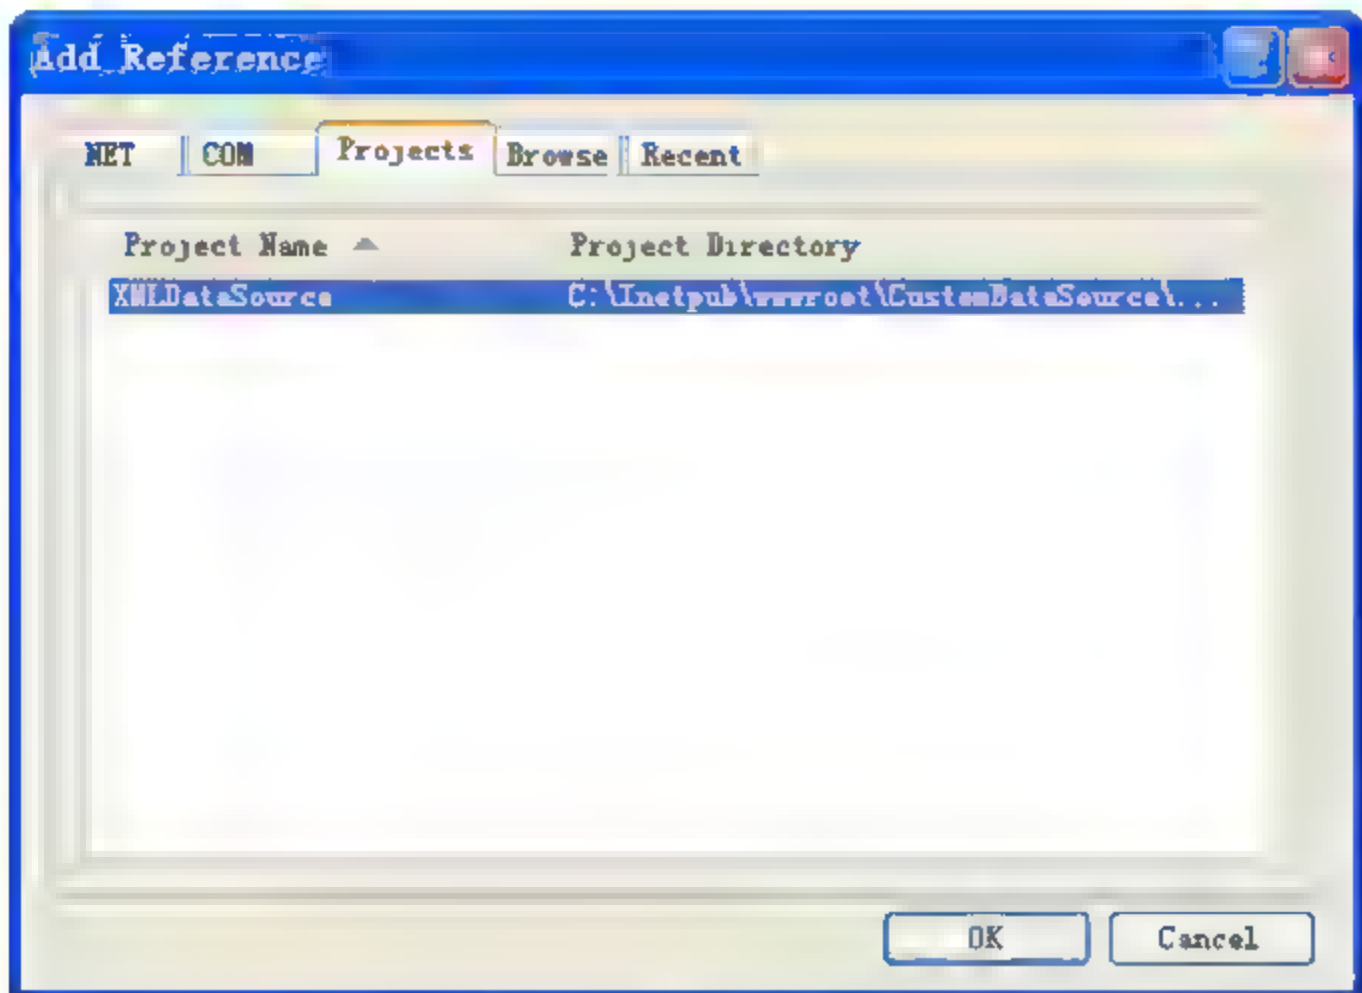 Add Reference
NET COM Projects Browse Recent
Project Name Project Directory
XMLDataSource C:\Inetpub\wwwroot\CustomDataSource\...
OK Cancel